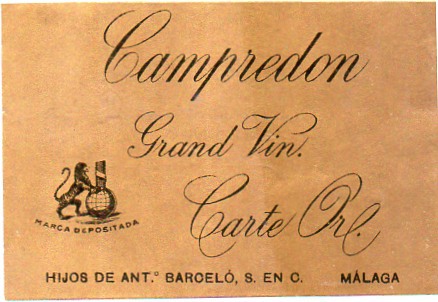 Campredon
Grand Vin.
Carte Or.
MARCA DEPOSITADA
HIJOS DE ANT.º BARCELÓ, S. EN C. MÁLAGA